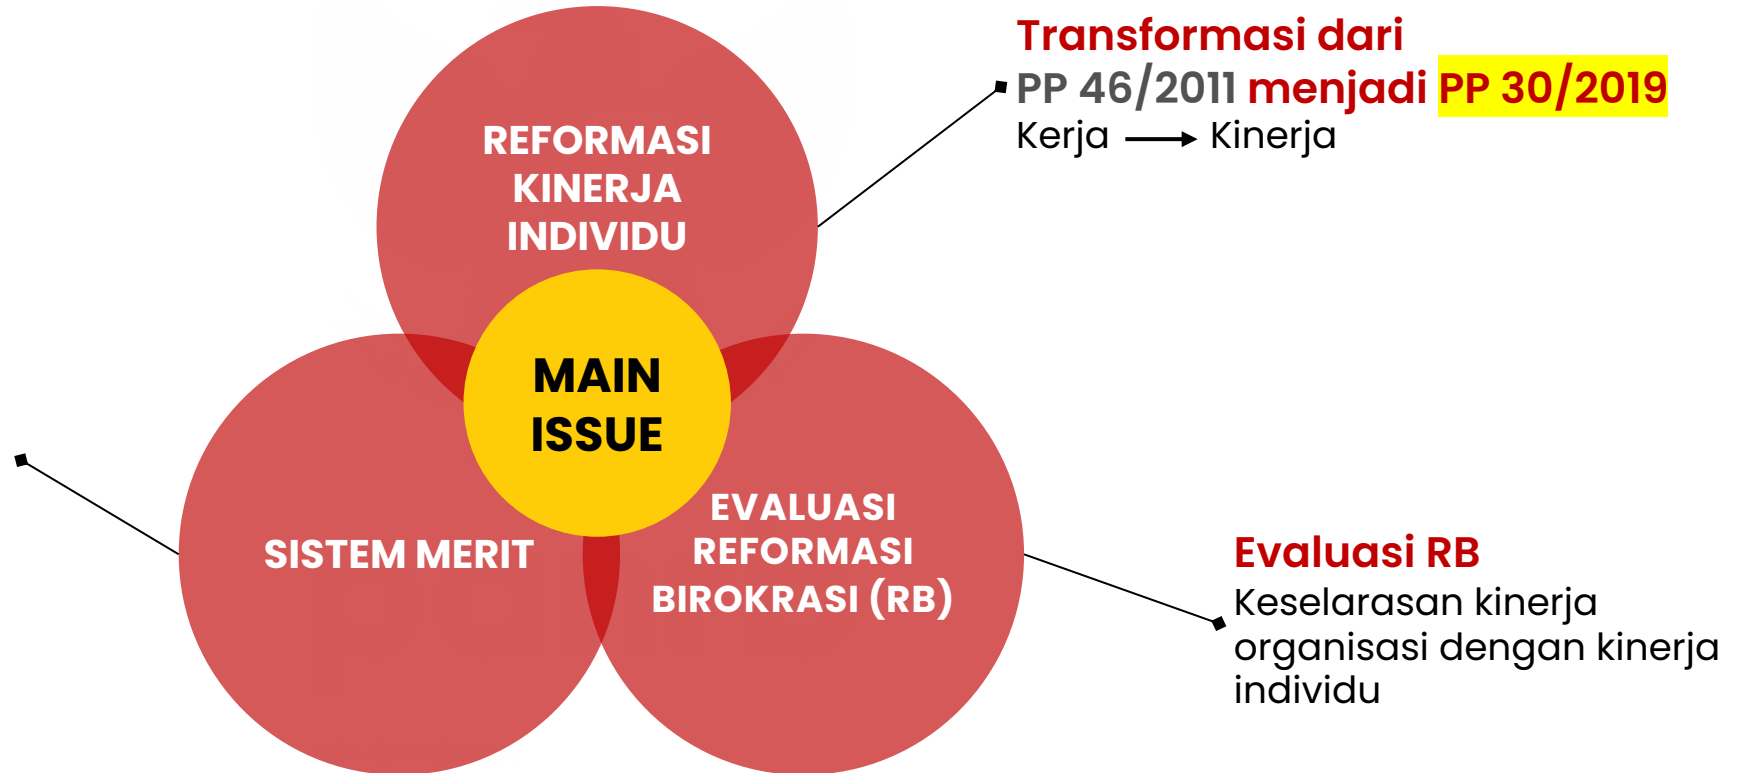 Transformasi dari
PP 46/2011 menjadi PP 30/2019
Kerja → Kinerja
REFORMASI
KINERJA
INDIVIDU
MAIN
ISSUE
SISTEM MERIT
EVALUASI
REFORMASI
BIROKRASI (RB)
Evaluasi RB
Keselarasan kinerja
organisasi dengan kinerja
individu